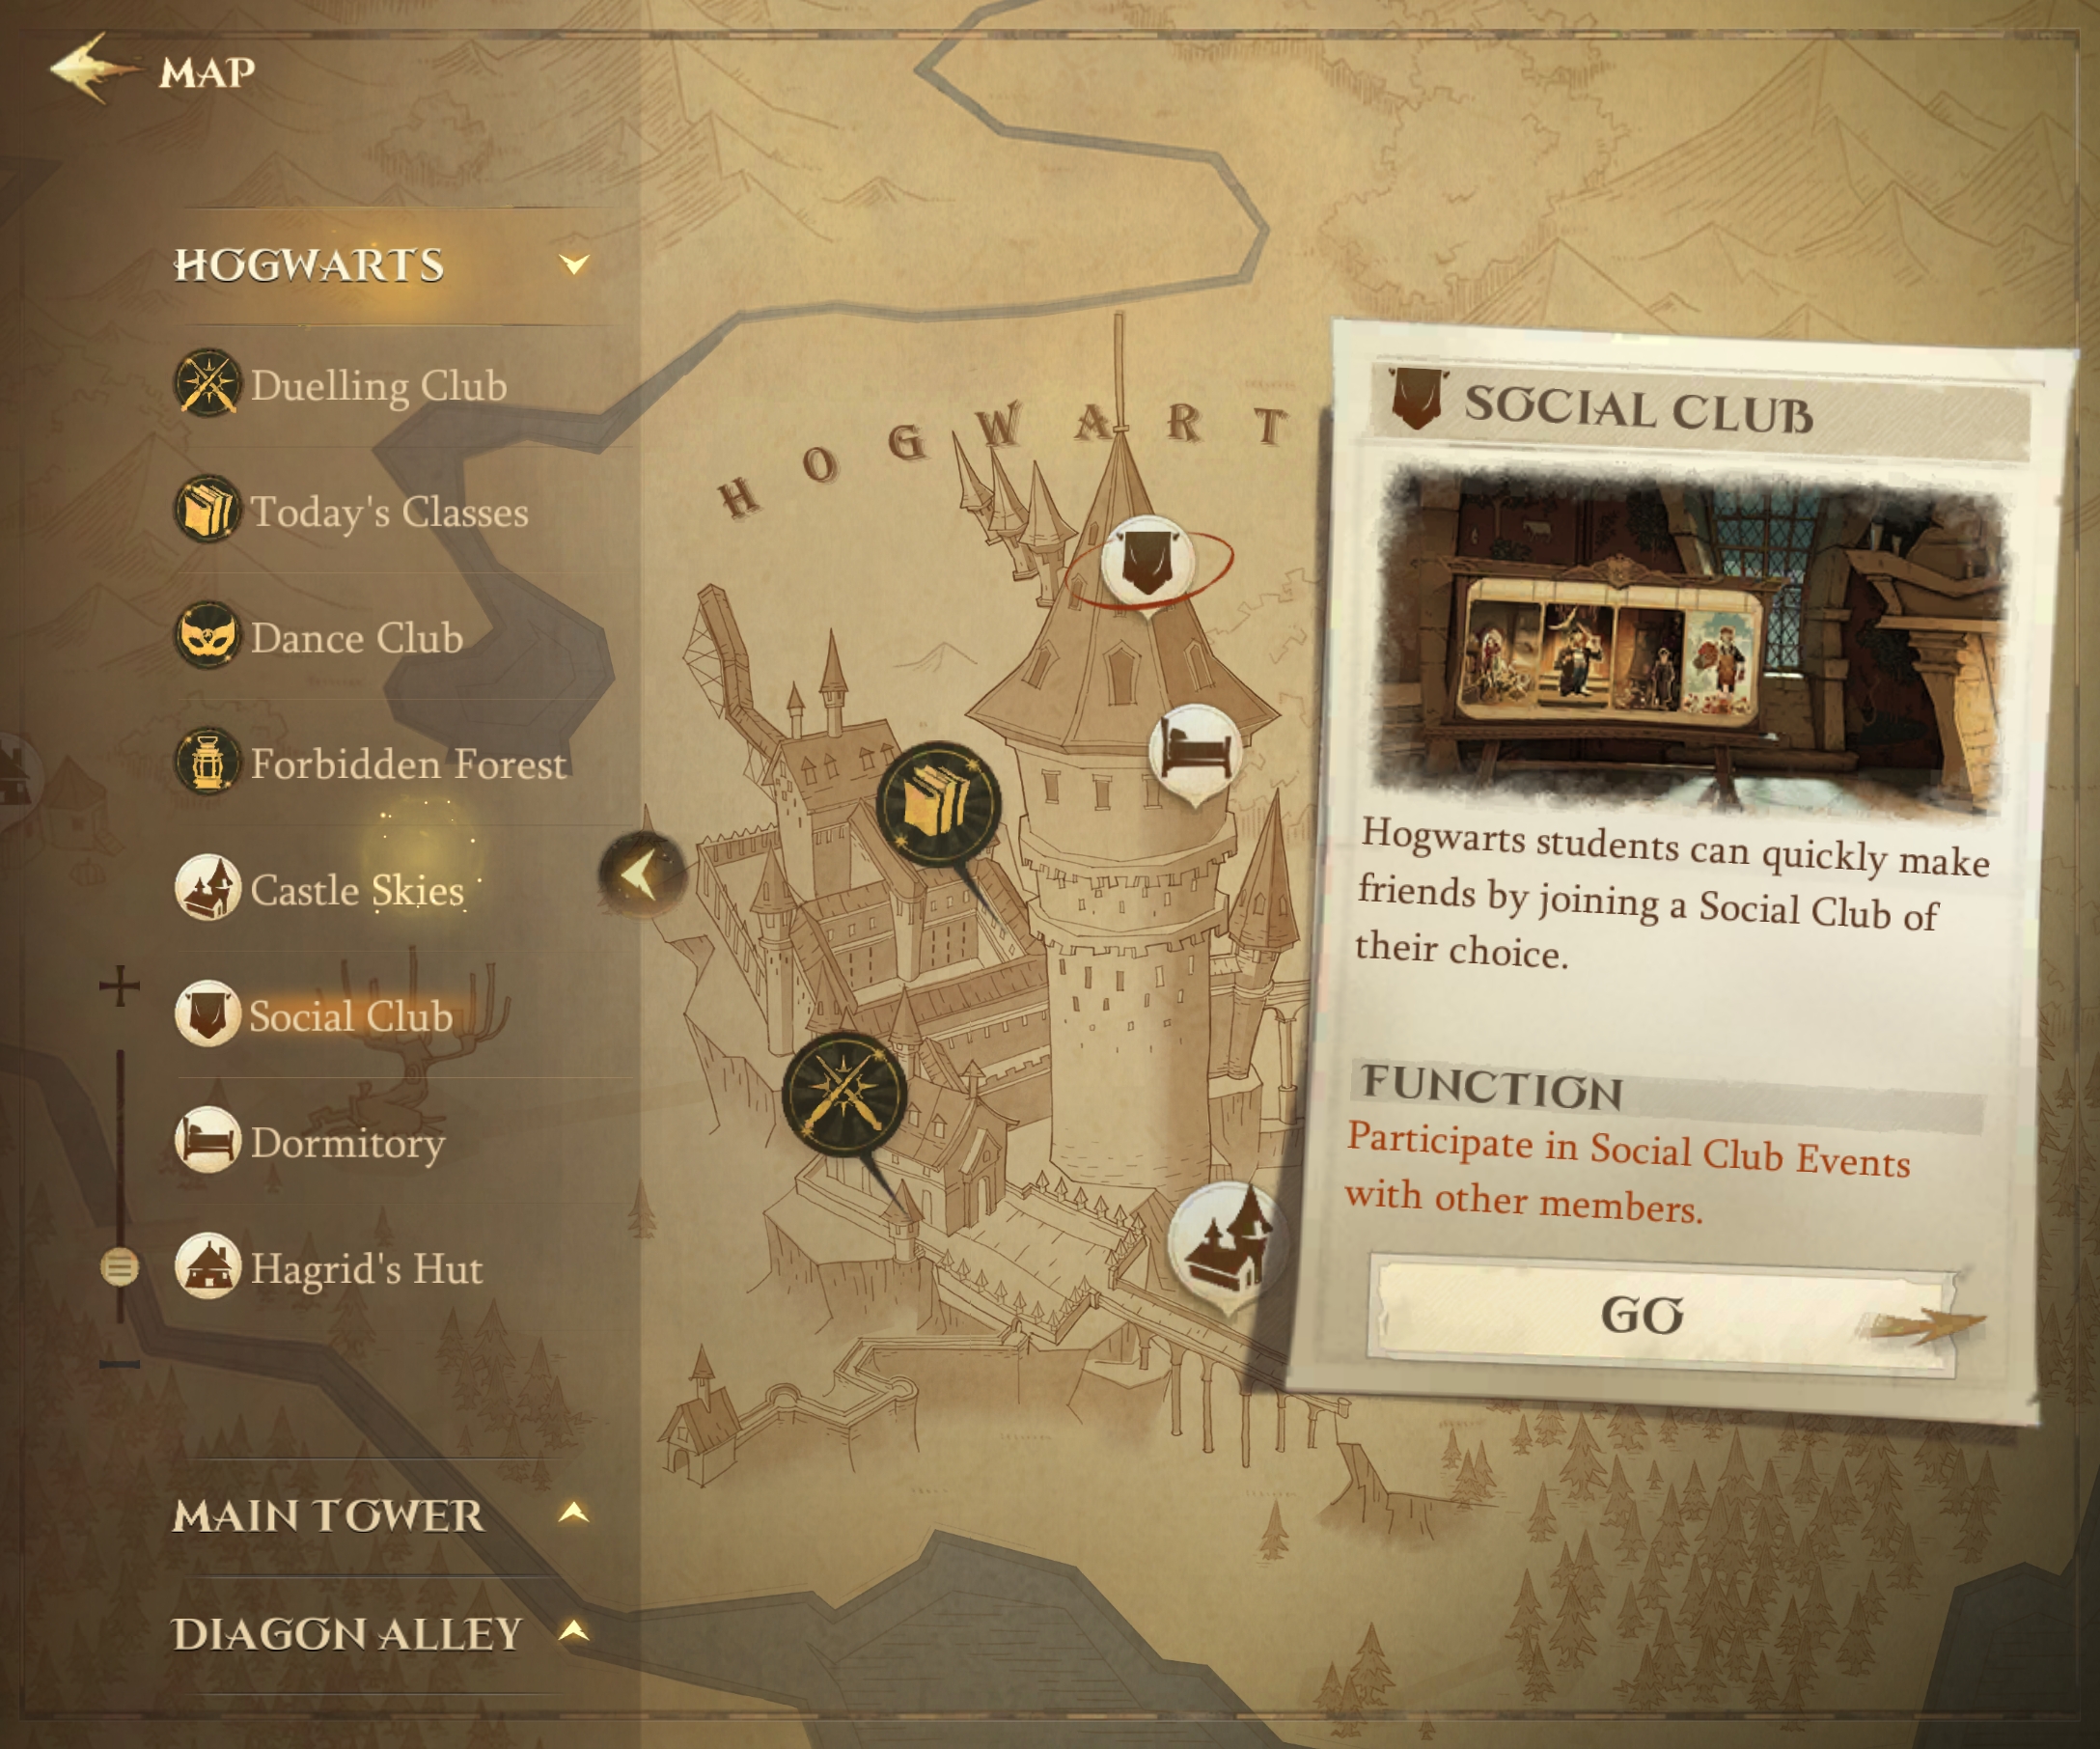 MAP
HOGWARTS
Duelling Club
Today's Classes
Dance Club
Forbidden Forest
Castle Skies
Social Club
Dormitory
Hagrid's Hut
MAIN TOWER
DIAGON ALLEY
HOGWART
SOCIAL CLUB
Hogwarts students can quickly make
friends by joining a Social Club of
their choice.
FUNCTION
Participate in Social Club Events
with other members.
GO